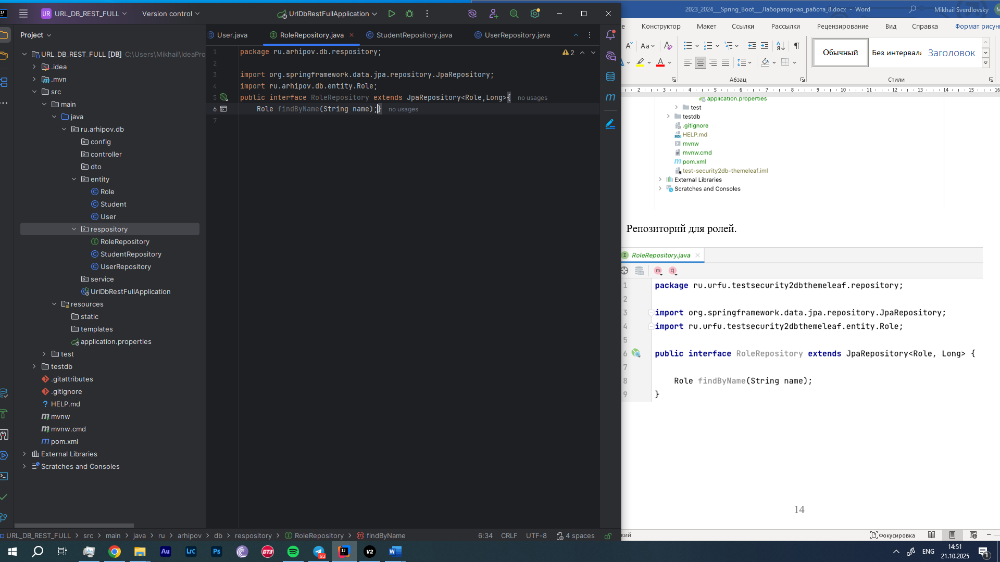 UR URL_DB_REST_FULL Version control UrlDbRestFullApplication
Project
URL_DB_REST_FULL [DB] C:\Users\Mikhail\IdeaPro
.idea
.mvn
src
main
java
ru.arhipov.db
config
controller
dto
entity
Role
Student
User
respository
RoleRepository
StudentRepository
UserRepository
service
UrlDbRestFullApplication
resources
static
templates
application.properties
test
testdb
.gitattributes
.gitignore
HELP.md
mvnw
mvnw.cmd
pom.xml
External Libraries
Scratches and Consoles
User.java RoleRepository.java StudentRepository.java UserRepository.java
1 package ru.arhipov.db.respository; 2
2
3 import org.springframework.data.jpa.repository.JpaRepository;
4 import ru.arhipov.db.entity.Role;
5 public interface RoleRepository extends JpaRepository<Role,Long>{ no usages
6 Role findByName(String name);} no usages
7
URL_DB_REST_FULL > src > main > java > ru > arhipov > db > respository > RoleRepository > findByName 6:34 CRLF UTF-8 4 spaces
2023_2024___Spring_Boot___Лабораторная_работа_8.docx - Word Mikhail Sverdlovsky
Конструктор Макет Ссылки Рассылки Рецензирование Вид Справка Формат рисун
Обычный Без интервала Заголовок
Абзац Стили
2 1 1 2 3 4 5 6 7 8 9 10 11 12 13 14 15 16
application.properties
test
testdb
.gitignore
HELP.md
mvnw
mvnw.cmd
pom.xml
test-security2db-themeleaf.iml
External Libraries
Scratches and Consoles
Репозиторий для ролей.
RoleRepository.java
1 package ru.urfu.testsecurity2dbthemeleaf.repository;
2
3 import org.springframework.data.jpa.repository.JpaRepository;
4 import ru.urfu.testsecurity2dbthemeleaf.entity.Role;
5
6 public interface RoleRepository extends JpaRepository<Role, Long> {
7
8 Role findByName(String name);
9 }
14
кий Фокусировка
Au Lrc Ps GT3 82 V2 ENG 14:51
21.10.2025 1